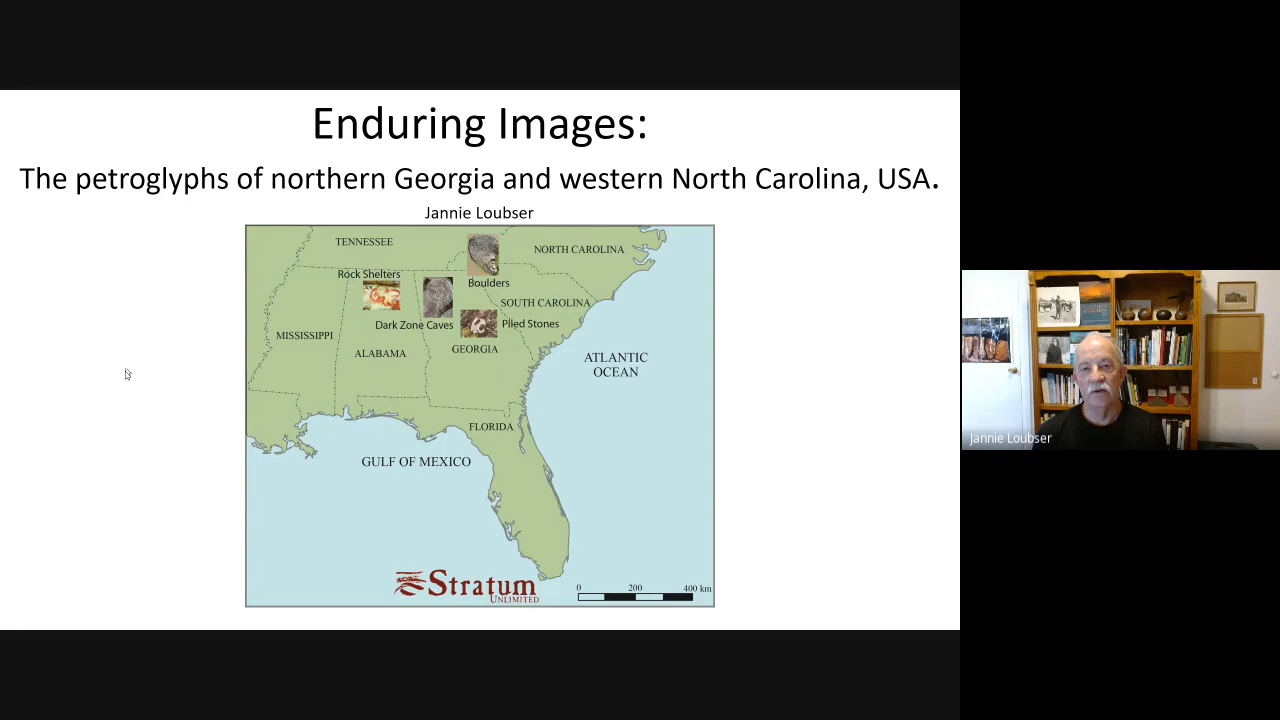 Enduring Images:
The petroglyphs of northern Georgia and western North Carolina, USA.
Jannie Loubser
TENNESSEE
NORTH CAROLINA
Rock Shelters
Boulders
SOUTH CAROLINA
Dark Zone Caves
Piled Stones
MISSISSIPPI
ALABAMA
GEORGIA
ATLANTIC
OCEAN
FLORIDA
GULF OF MEXICO
Stratum
UNLIMITED
0 200 400 km
Jannie Loubser